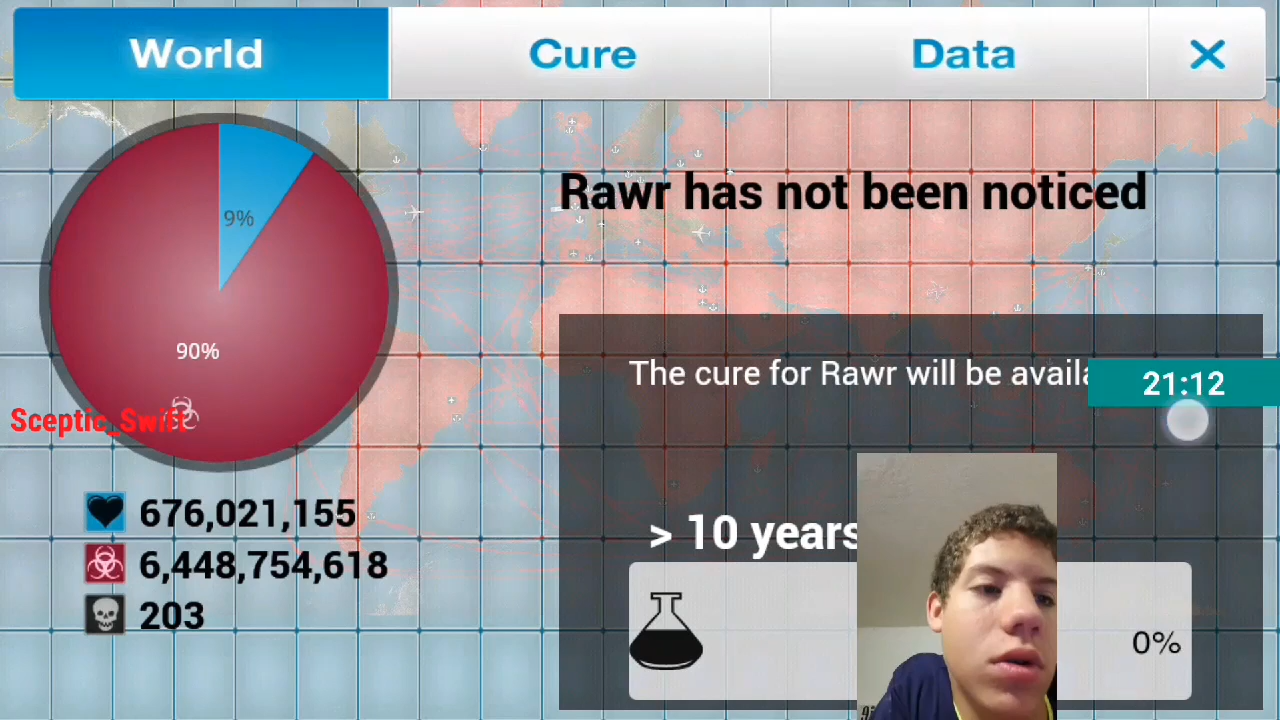 World
Cure
Data
X
9%
90%
Rawr has not been noticed
The cure for Rawr will be availa
21:12
Sceptic_Swift
676,021,155
6,448,754,618
203
> 10 years
0%